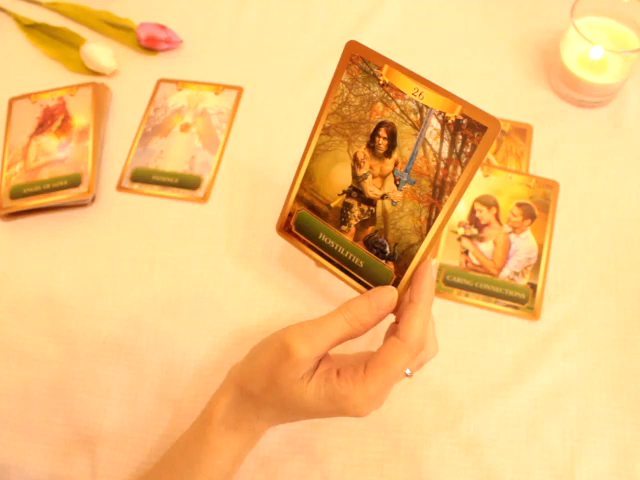 26
HOSTILITIES
ANGEL OF LOVE
CARING CONNECTIONS